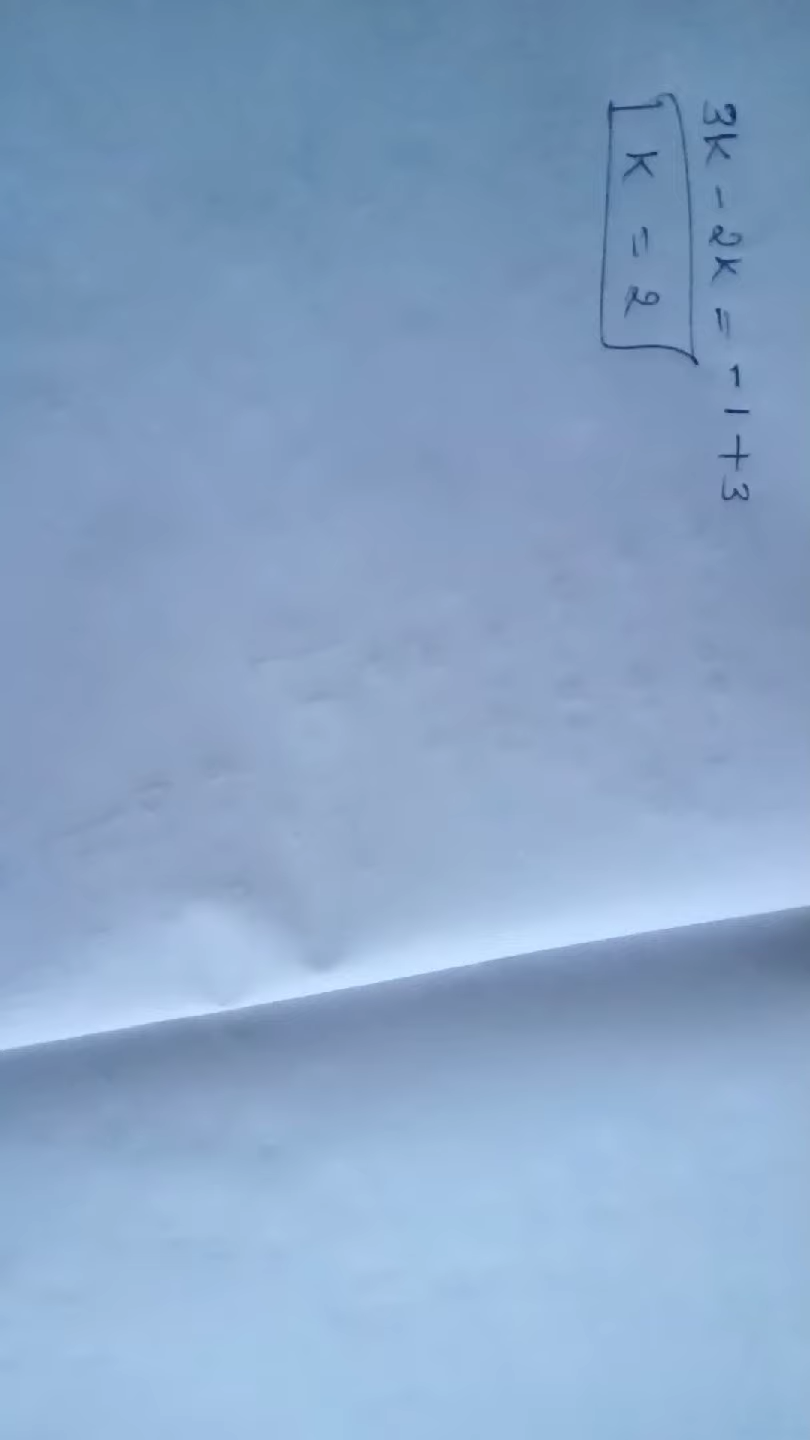 3k - 2k = -1 + 3
k = 2